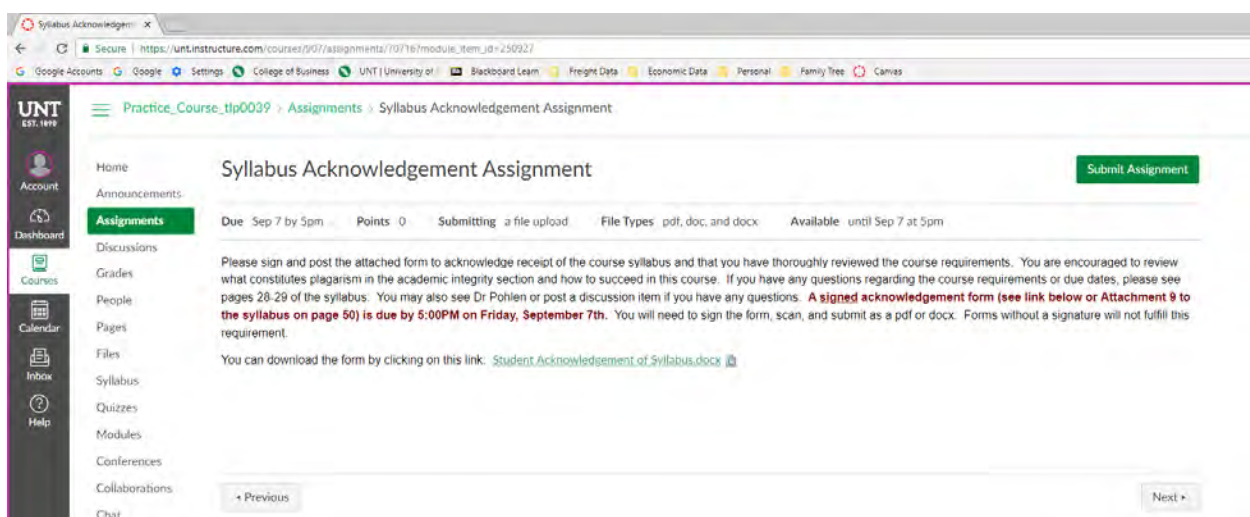 Syllabus Acknowledgem
Secure | https://unt.instructure.com/courses/907/assignments/70716?module_item_id=250927
Google Accounts Google Settings College of Business UNT | University of Blackboard Learn Freight Data Economic Data Personal Family Tree Canvas
UNT
EST. 1890
Practice_Course_tlp0039 > Assignments > Syllabus Acknowledgement Assignment
Account
Dashboard
Courses
Calendar
Inbox
Help
Home
Announcements
Assignments
Discussions
Grades
People
Pages
Files
Syllabus
Quizzes
Modules
Conferences
Collaborations
Chat
Syllabus Acknowledgement Assignment
Submit Assignment
Due Sep 7 by 5pm Points 0 Submitting a file upload File Types pdf, doc, and docx Available until Sep 7 at 5pm
Please sign and post the attached form to acknowledge receipt of the course syllabus and that you have thoroughly reviewed the course requirements. You are encouraged to review
what constitutes plagarism in the academic integrity section and how to succeed in this course. If you have any questions regarding the course requirements or due dates, please see
pages 28-29 of the syllabus. You may also see Dr Pohlen or post a discussion item if you have any questions. A signed acknowledgement form (see link below or Attachment 9 to
the syllabus on page 50) is due by 5:00PM on Friday, September 7th. You will need to sign the form, scan, and submit as a pdf or docx. Forms without a signature will not fulfill this
requirement.
You can download the form by clicking on this link: Student Acknowledgement of Syllabus.docx
Previous
Next